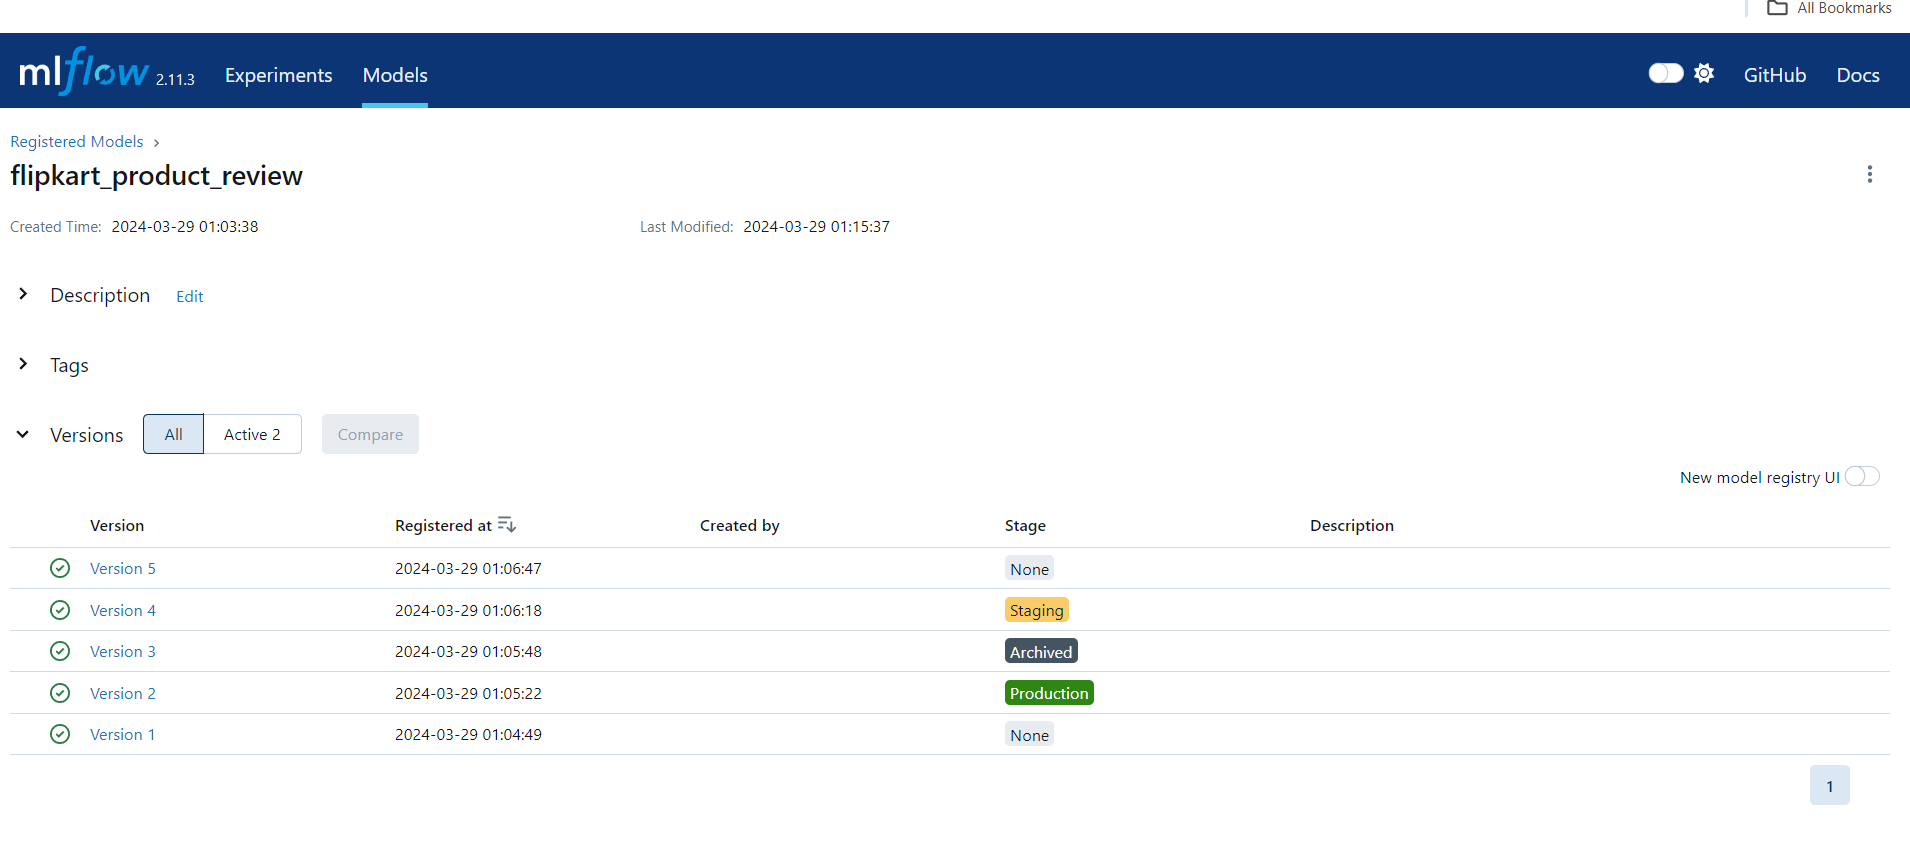 All Bookmarks
mlflow 2.11.3 Experiments Models GitHub Docs
Registered Models
flipkart_product_review
Created Time: 2024-03-29 01:03:38 Last Modified: 2024-03-29 01:15:37
Description Edit
Tags
Versions All Active 2 Compare
New model registry UI
Version Registered at Created by Stage Description
Version 5 2024-03-29 01:06:47 None
Version 4 2024-03-29 01:06:18 Staging
Version 3 2024-03-29 01:05:48 Archived
Version 2 2024-03-29 01:05:22 Production
Version 1 2024-03-29 01:04:49 None
1